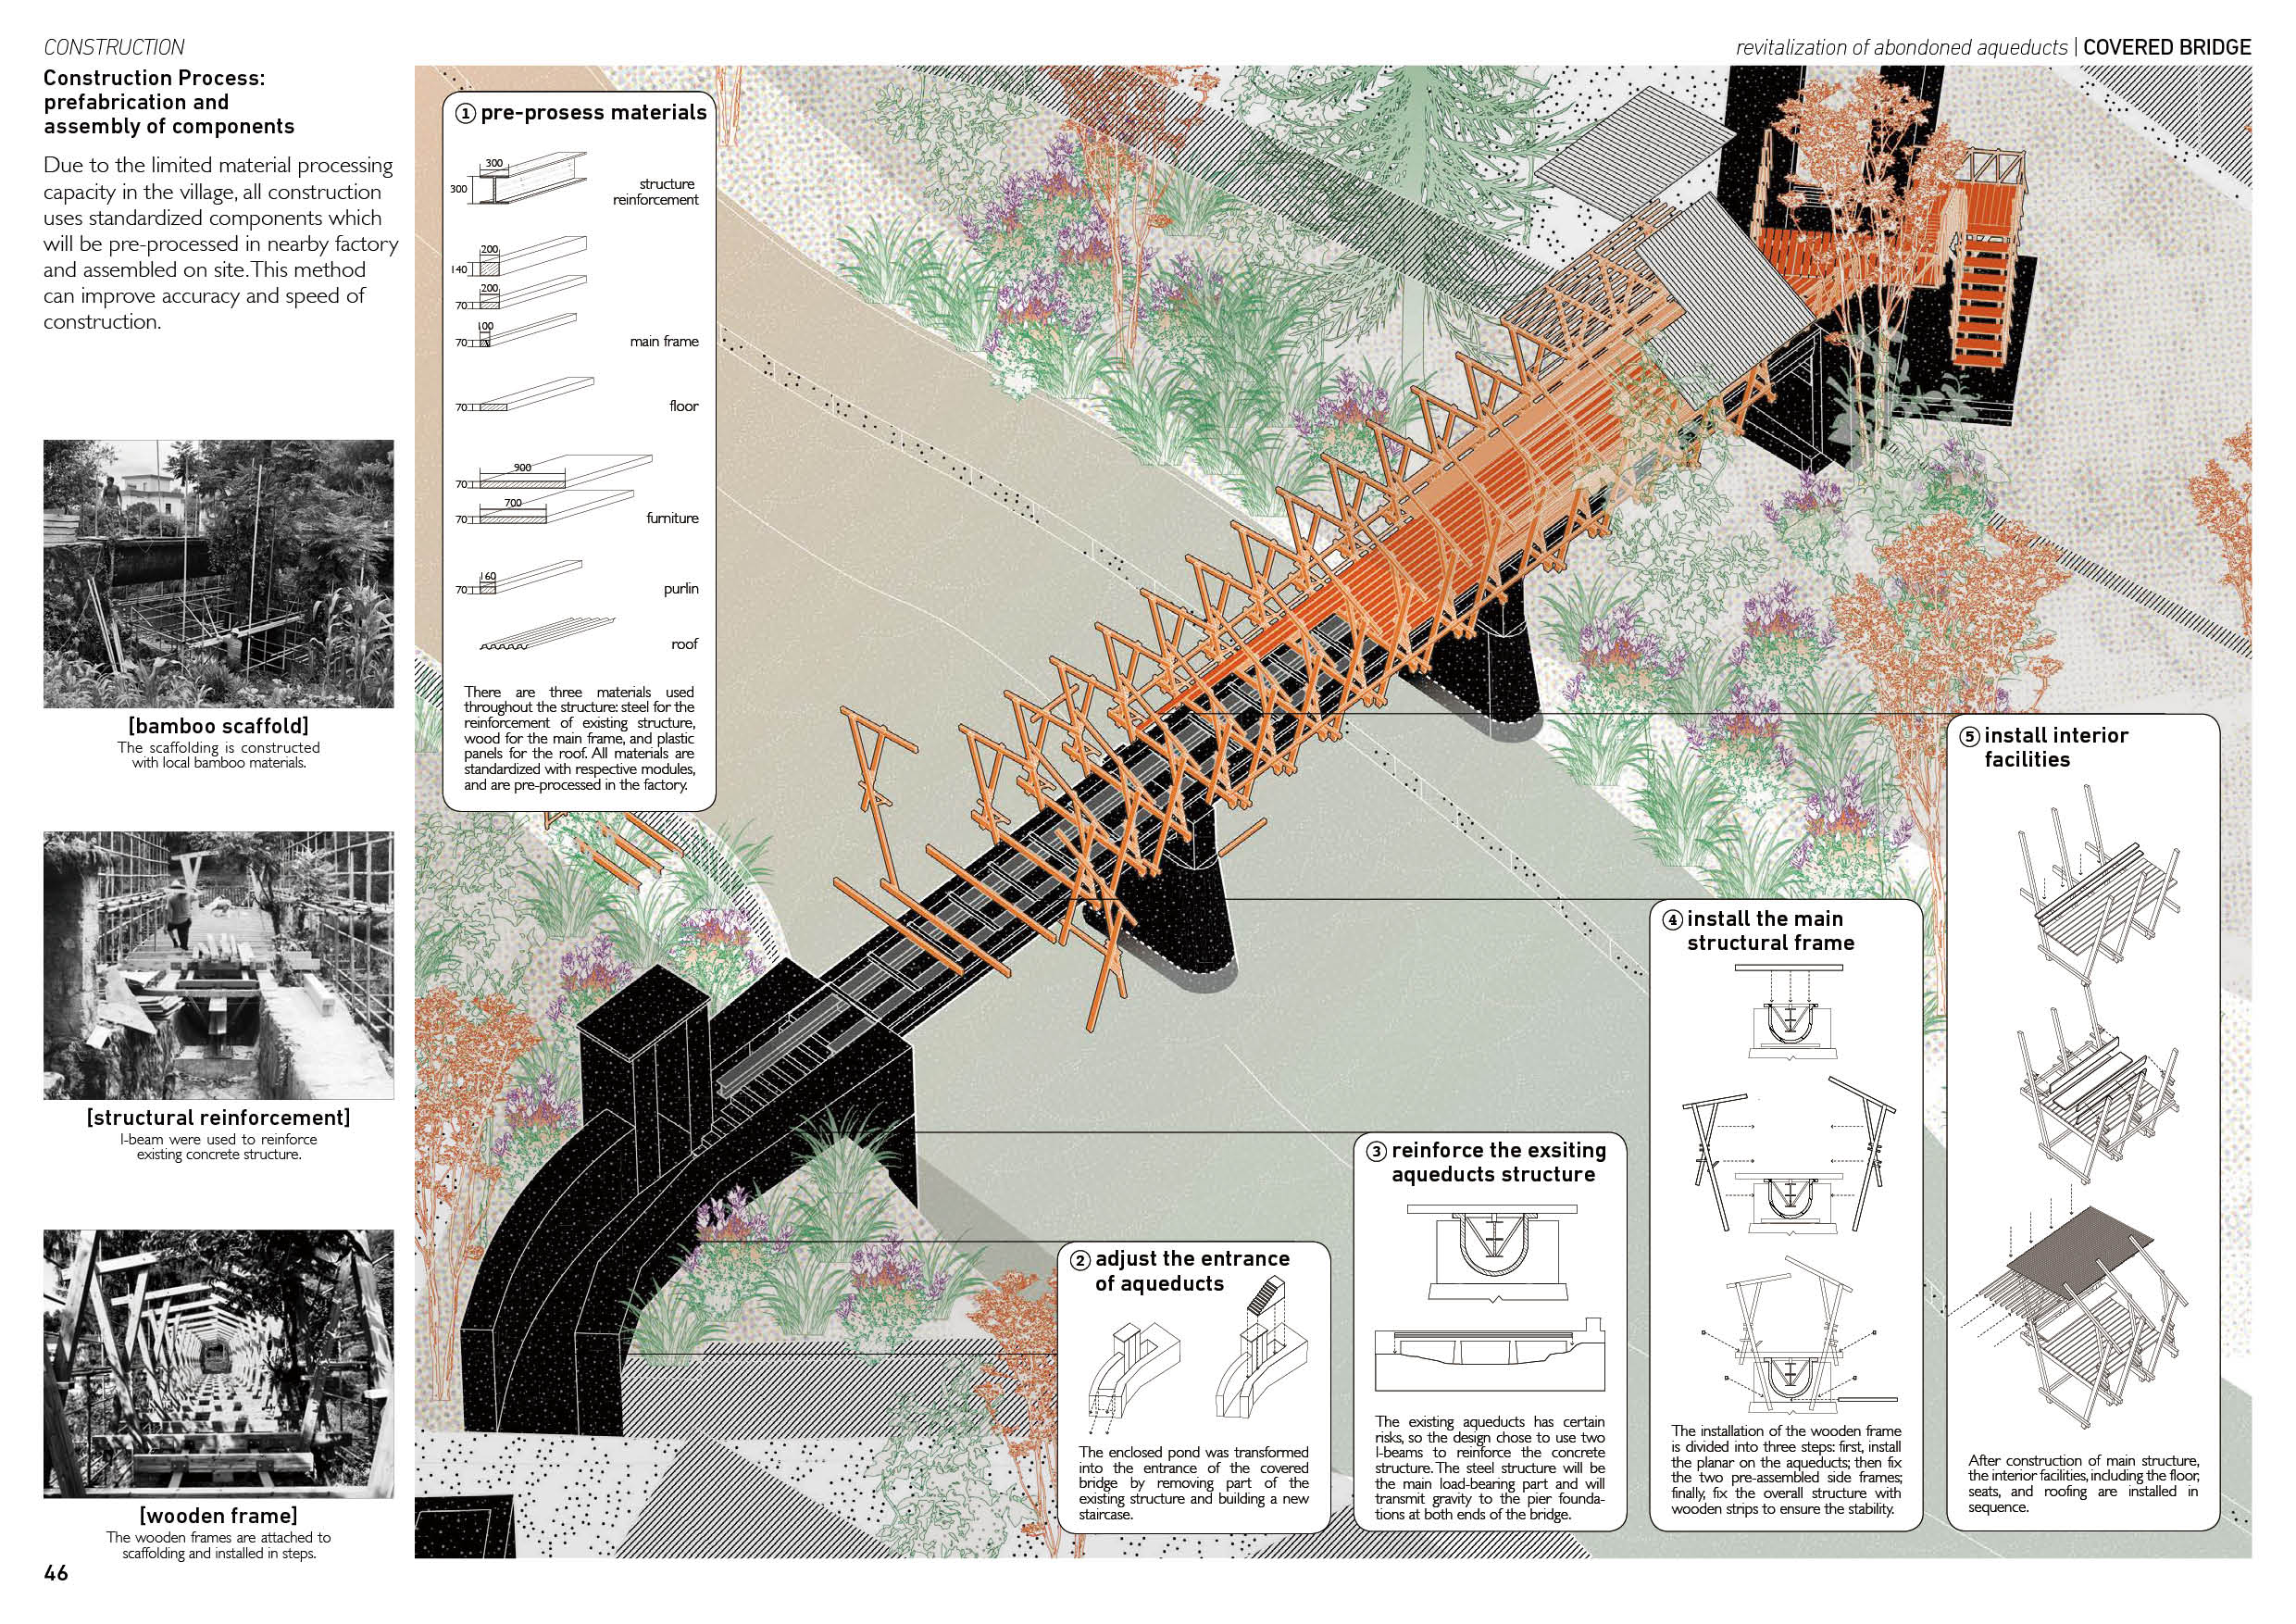 CONSTRUCTION
revitalization of abondoned aqueducts | COVERED BRIDGE
Construction Process:
prefabrication and
assembly of components
Due to the limited material processing
capacity in the village, all construction
uses standardized components which
will be pre-processed in nearby factory
and assembled on site. This method
can improve accuracy and speed of
construction.
[bamboo scaffold]
The scaffolding is constructed
with local bamboo materials.
[structural reinforcement]
I-beam were used to reinforce
existing concrete structure.
[wooden frame]
The wooden frames are attached to
scaffolding and installed in steps.
46
① pre-prosess materials
300
300
structure
reinforcement
200
140
200
70
100
70
main frame
70
floor
900
70
700
70
furniture
160
70
purlin
roof
There are three materials used
throughout the structure: steel for the
reinforcement of existing structure,
wood for the main frame, and plastic
panels for the roof. All materials are
standardized with respective modules,
and are pre-processed in the factory.
② adjust the entrance
of aqueducts
The enclosed pond was transformed
into the entrance of the covered
bridge by removing part of the
existing structure and building a new
staircase.
③ reinforce the exsiting
aqueducts structure
The existing aqueducts has certain
risks, so the design chose to use two
I-beams to reinforce the concrete
structure. The steel structure will be
the main load-bearing part and will
transmit gravity to the pier founda-
tions at both ends of the bridge.
④ install the main
structural frame
The installation of the wooden frame
is divided into three steps: first, install
the planar on the aqueducts; then fix
the two pre-assembled side frames;
finally, fix the overall structure with
wooden strips to ensure the stability.
⑤ install interior
facilities
After construction of main structure,
the interior facilities, including the floor,
seats, and roofing are installed in
sequence.